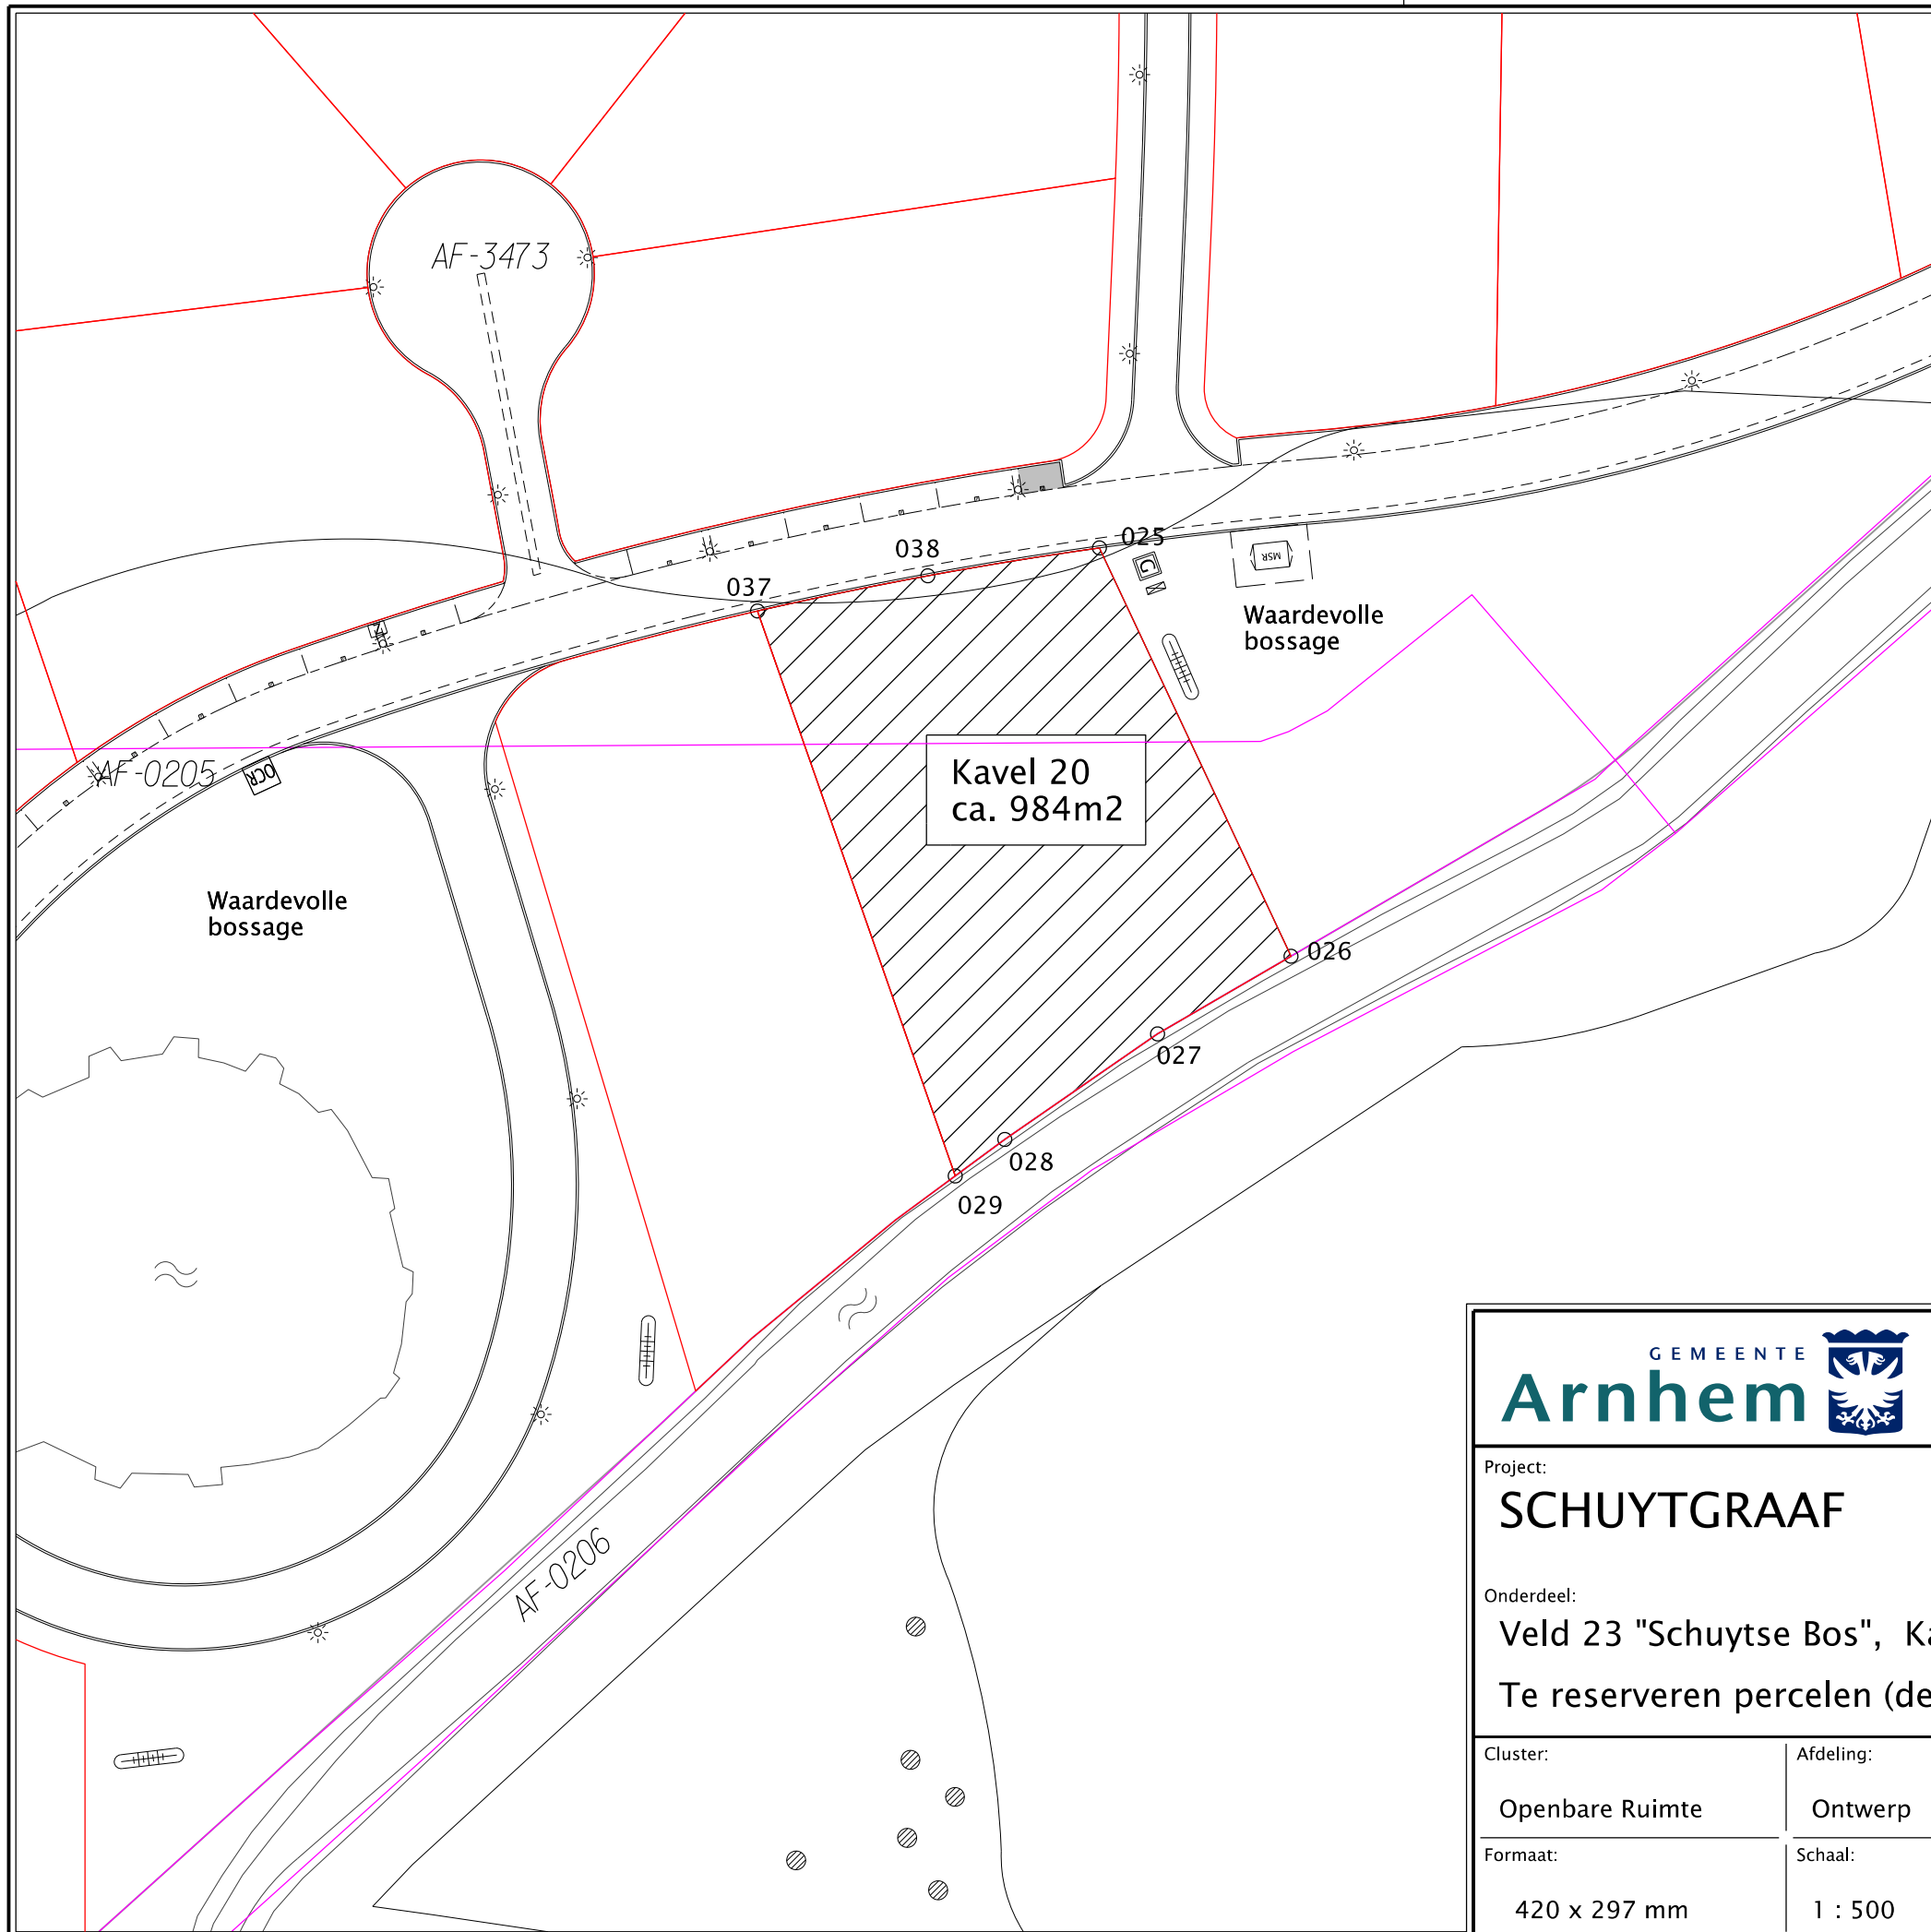 AF-3473
025
038
MSR
G
037
Waardevolle
bossage
Kavel 20
ca. 984m2
AF-0205
OCR
Waardevolle
bossage
026
027
028
029
GEMEENTE
Arnhem
Project:
SCHUYTGRAAF
AF-0206
Onderdeel:
Veld 23 "Schuytse Bos",
Te reserveren percelen
Cluster:
Afdeling:
Openbare Ruimte
Ontwerp
Formaat:
Schaal:
420 x 297 mm
1 : 500